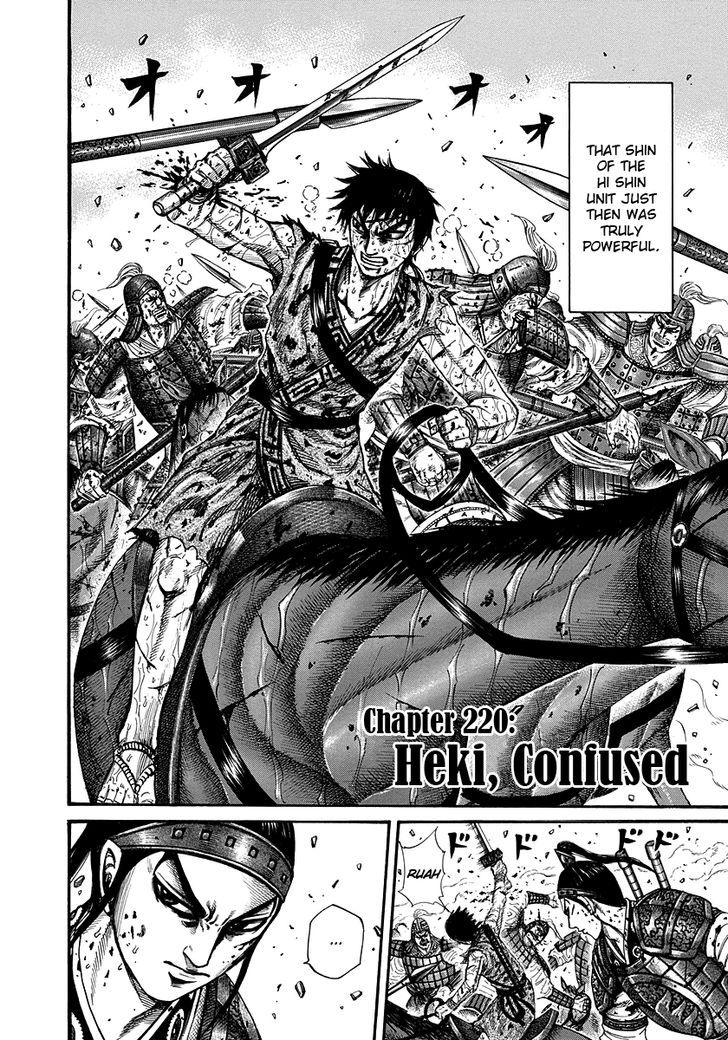 オ オ オ オ
THAT SHIN
OF THE
HI SHIN
UNIT JUST
THEN WAS
TRULY
POWERFUL.
Chapter 220:
Heki, Confused
...
ドド
ドド
RUAH